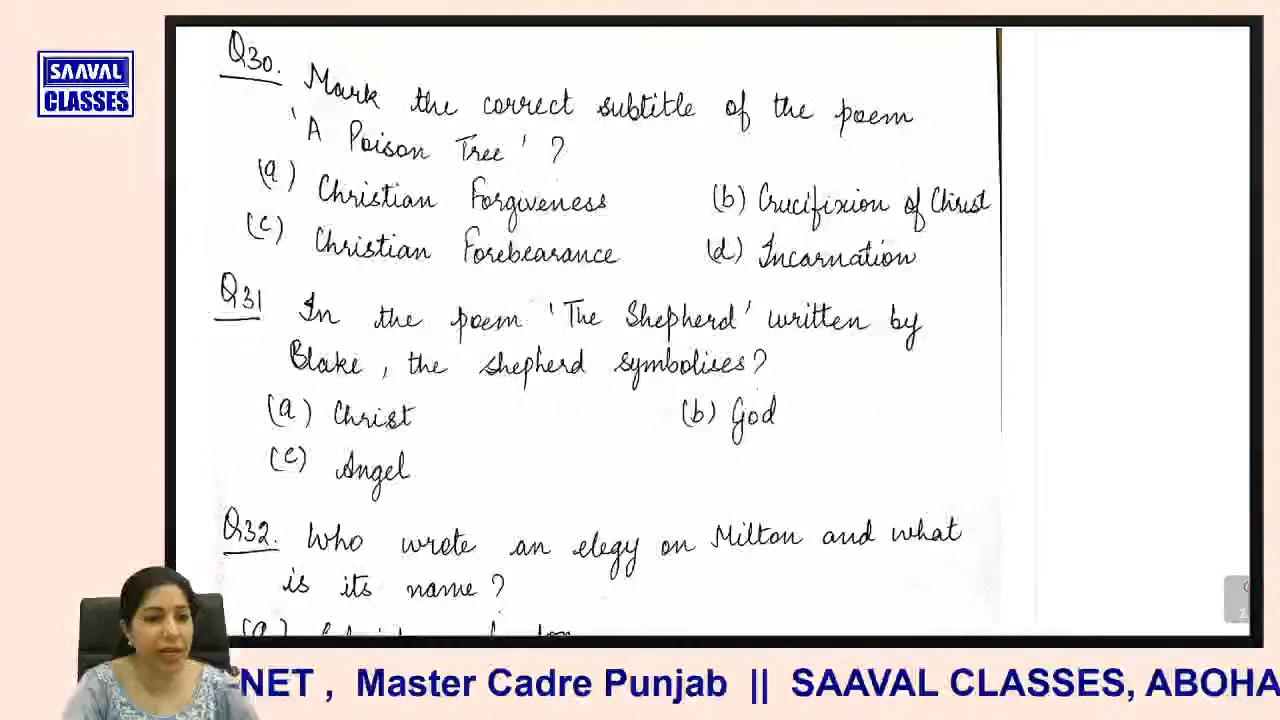 SAAVAL
CLASSES
Q30. Mark the correct subtitle of the poem
'A Poison Tree' ?
(a) Christian Forgiveness (b) Crucifixion of Christ
(c) Christian Forebearance (d) Incarnation
Q31 In the poem 'The Shepherd' written by
Blake, the shepherd symbolises?
(a) Christ (b) God
(c) Angel
Q32. Who wrote an elegy on Milton and what
is its name?
(a)
-NET , Master Cadre Punjab || SAAVAL CLASSES, ABOHA